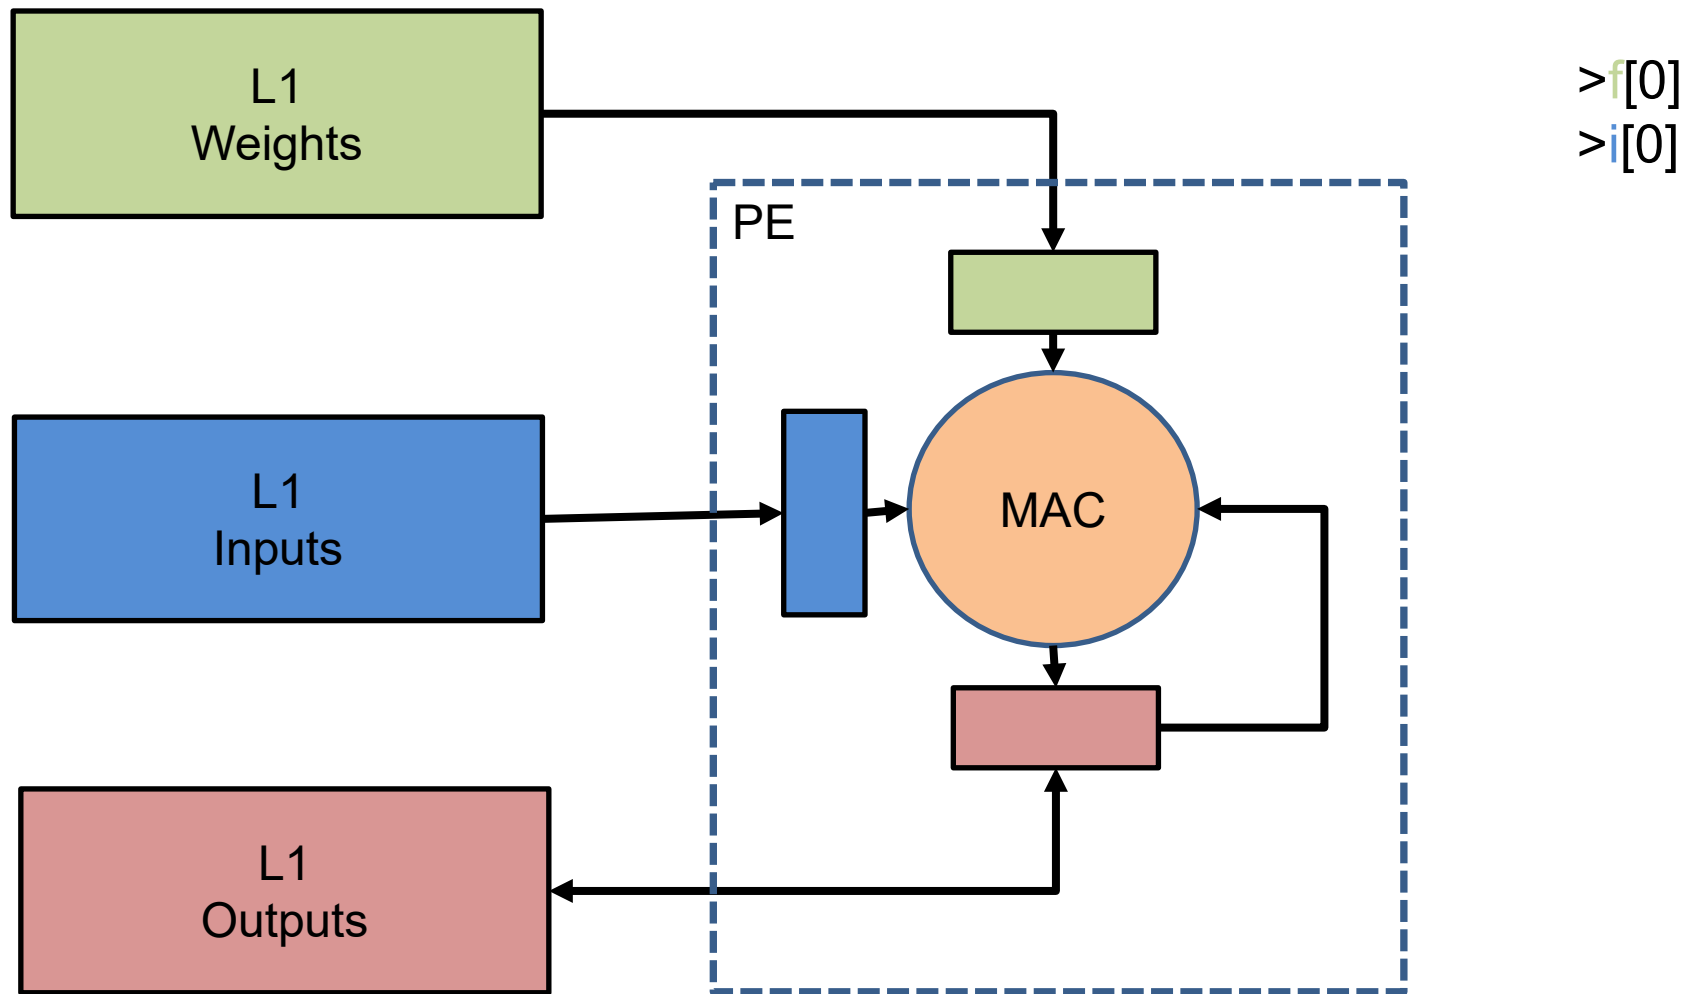 L1
Weights
>f[0]
>i[0]
PE
L1
Inputs
MAC
L1
Outputs